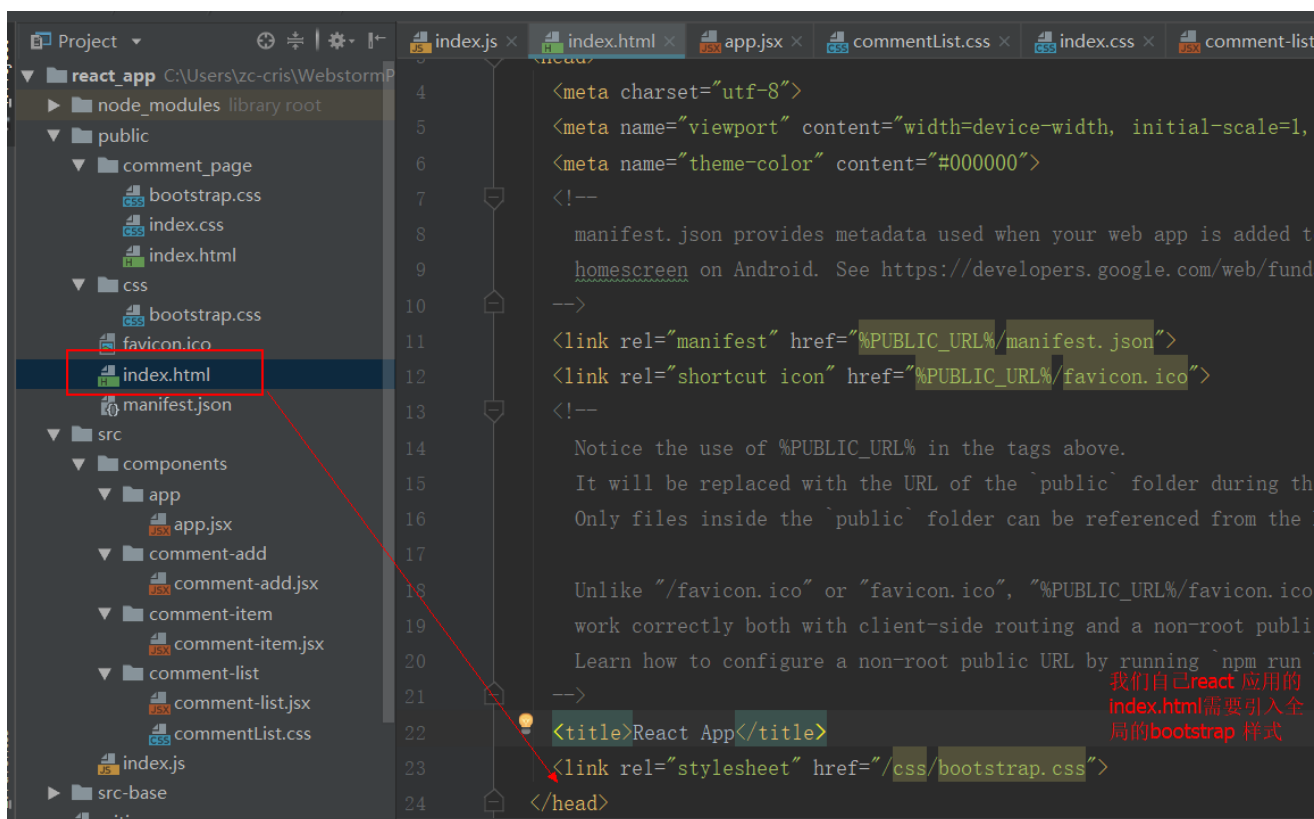 Project
index.js
index.html
app.jsx
commentList.css
index.css
comment-list
react_app C:\Users\zc-cris\WebstormP
node_modules library root
public
comment_page
bootstrap.css
index.css
index.html
css
bootstrap.css
favicon.ico
index.html
manifest.json
src
components
app
app.jsx
comment-add
comment-add.jsx
comment-item
comment-item.jsx
comment-list
comment-list.jsx
commentList.css
index.js
src-base
3 <head>
4 <meta charset="utf-8">
5 <meta name="viewport" content="width=device-width, initial-scale=1,
6 <meta name="theme-color" content="#000000">
7 <!--
8 manifest.json provides metadata used when your web app is added t
9 homescreen on Android. See https://developers.google.com/web/fund
10 -->
11 <link rel="manifest" href="%PUBLIC_URL%/manifest.json">
12 <link rel="shortcut icon" href="%PUBLIC_URL%/favicon.ico">
13 <!--
14 Notice the use of %PUBLIC_URL% in the tags above.
15 It will be replaced with the URL of the `public` folder during th
16 Only files inside the `public` folder can be referenced from the
17
18 Unlike "/favicon.ico" or "favicon.ico", "%PUBLIC_URL%/favicon.ico
19 work correctly both with client-side routing and a non-root publi
20 Learn how to configure a non-root public URL by running `npm run
21 -->
22 <title>React App</title>
23 <link rel="stylesheet" href="/css/bootstrap.css">
24 </head>
我们自己react 应用的
index.html需要引入全
局的bootstrap 样式